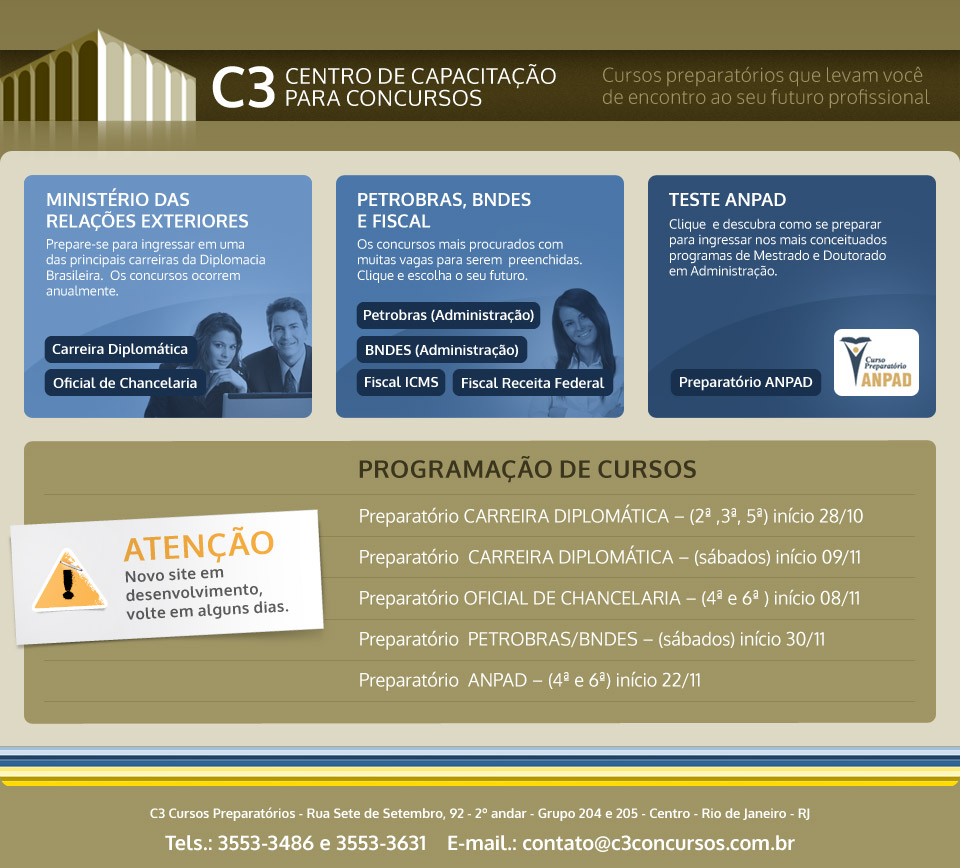 C3 CENTRO DE CAPACITAÇÃO
PARA CONCURSOS
Cursos preparatórios que levam você
de encontro ao seu futuro profissional
MINISTÉRIO DAS
RELAÇÕES EXTERIORES
Prepare-se para ingressar em uma
das principais carreiras da Diplomacia
Brasileira. Os concursos ocorrem
anualmente.
Carreira Diplomática
Oficial de Chancelaria
PETROBRAS, BNDES
E FISCAL
Os concursos mais procurados com
muitas vagas para serem preenchidas.
Clique e escolha o seu futuro.
Petrobras (Administração)
BNDES (Administração)
Fiscal ICMS
Fiscal Receita Federal
TESTE ANPAD
Clique e descubra como se preparar
para ingressar nos mais conceituados
programas de Mestrado e Doutorado
em Administração.
Preparatório ANPAD
Curso
Preparatório
ANPAD
PROGRAMAÇÃO DE CURSOS
Preparatório CARREIRA DIPLOMÁTICA – (2ª ,3ª, 5ª) início 28/10
Preparatório CARREIRA DIPLOMÁTICA – (sábados) início 09/11
Preparatório OFICIAL DE CHANCELARIA – (4ª e 6ª ) início 08/11
Preparatório PETROBRAS/BNDES – (sábados) início 30/11
Preparatório ANPAD – (4ª e 6ª) início 22/11
ATENÇÃO
Novo site em
desenvolvimento,
volte em alguns dias.
C3 Cursos Preparatórios - Rua Sete de Setembro, 92 - 2º andar - Grupo 204 e 205 - Centro - Rio de Janeiro - RJ
Tels.: 3553-3486 e 3553-3631 E-mail.: contato@c3concursos.com.br